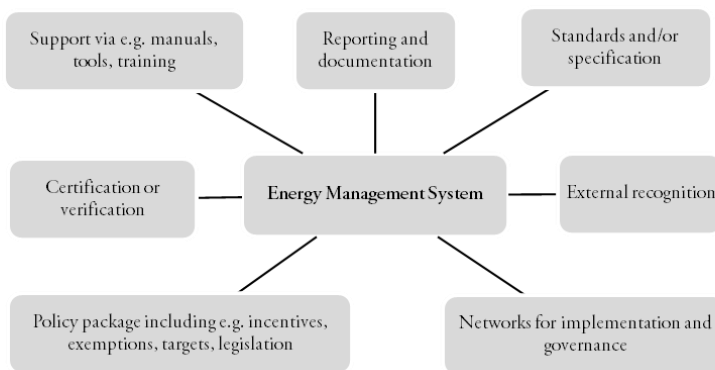 Support via e.g. manuals,
tools, training
Reporting and
documentation
Standards and/or
specification
Certification or
verification
Energy Management System
External recognition
Policy package including e.g. incentives,
exemptions, targets, legislation
Networks for implementation and
governance